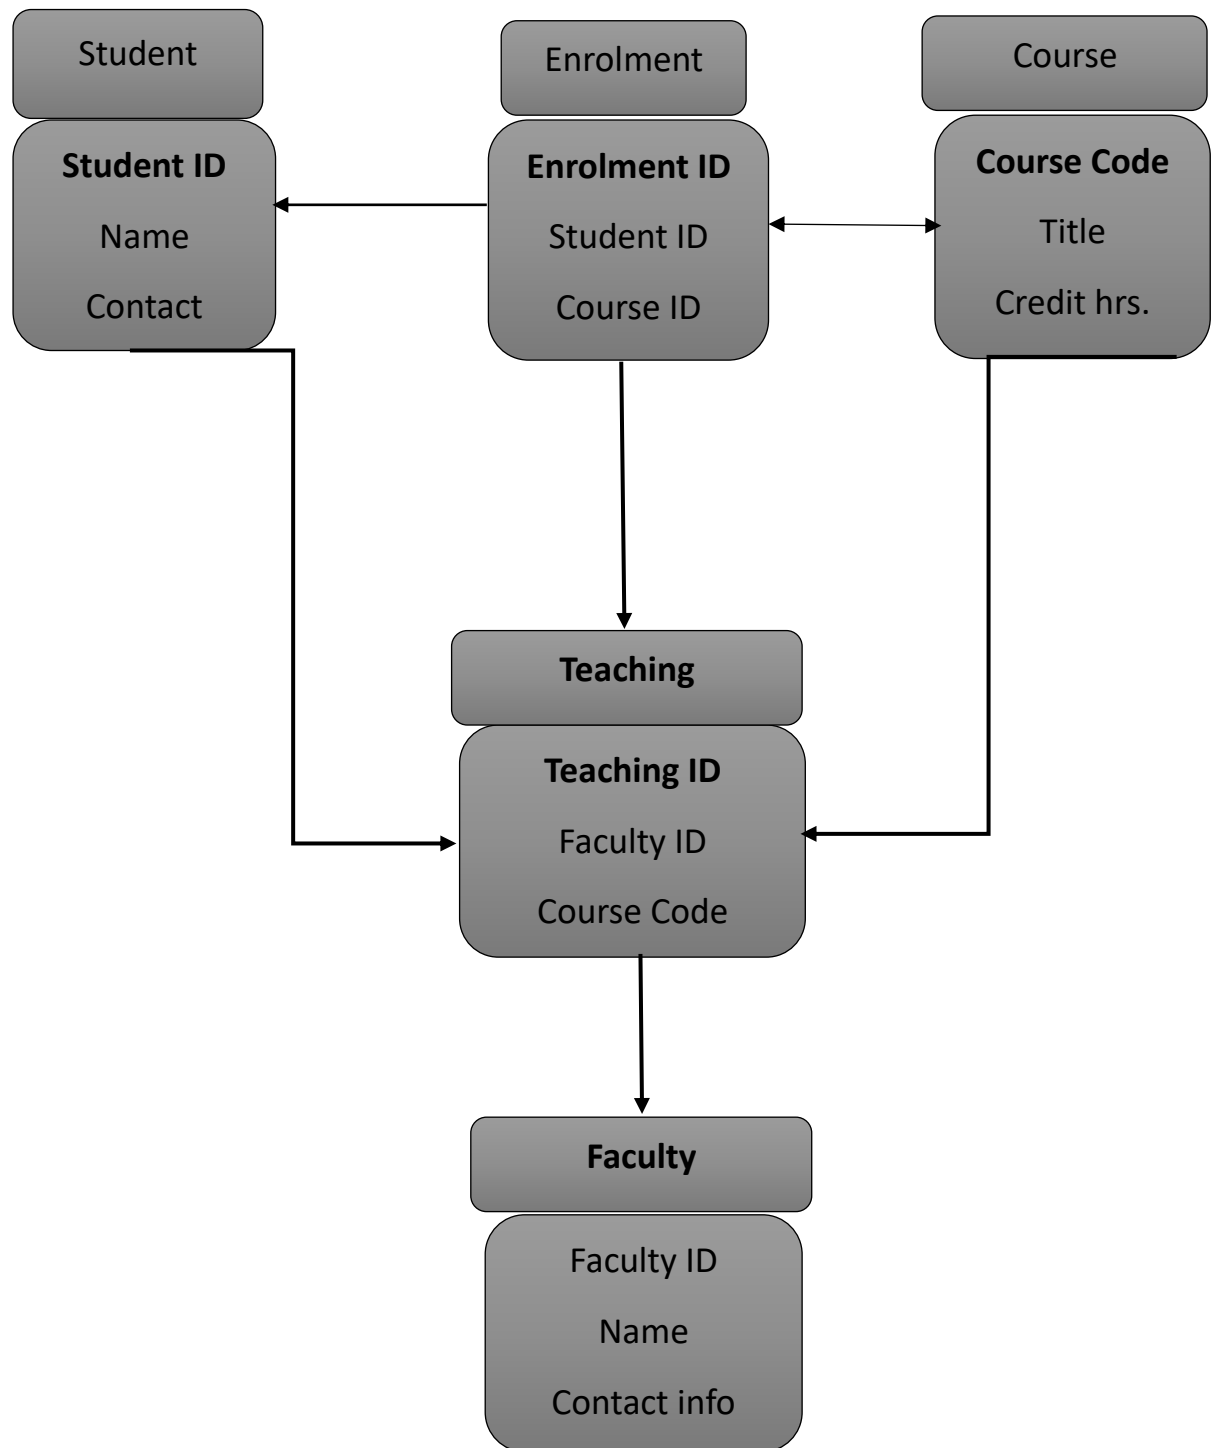 Student
Student ID
Name
Contact
Enrolment
Enrolment ID
Student ID
Course ID
Course
Course Code
Title
Credit hrs.
Teaching
Teaching ID
Faculty ID
Course Code
Faculty
Faculty ID
Name
Contact info